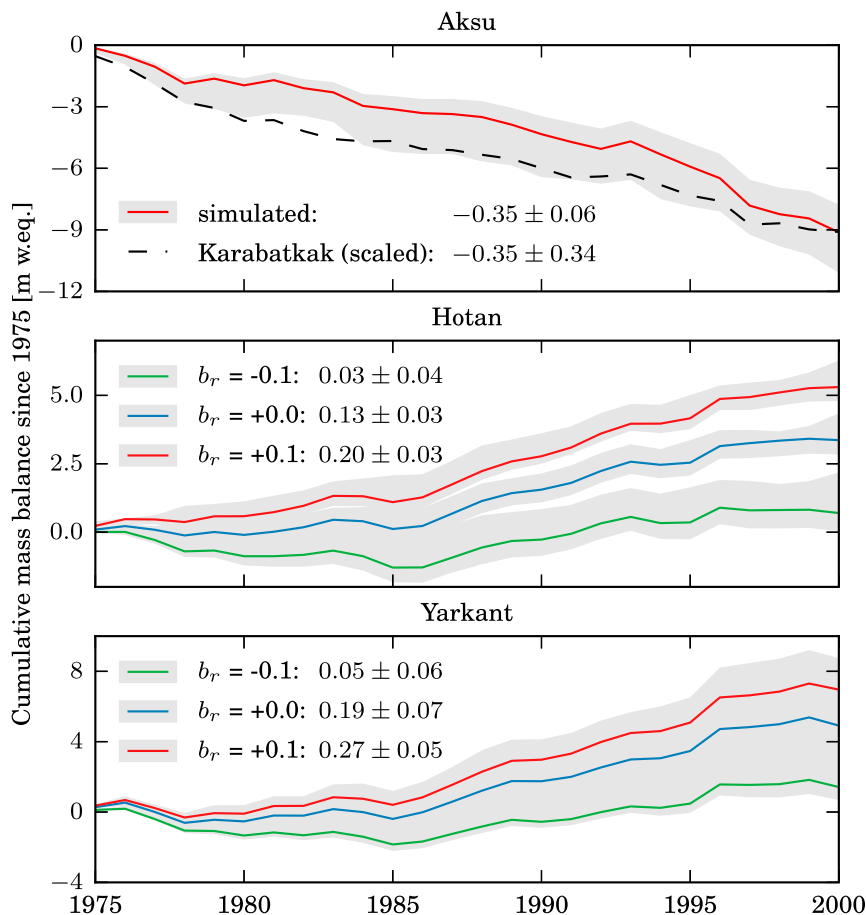 Aksu
0
−3
−6
−9
−12
simulated: −0.35 ± 0.06
Karabatkak (scaled): −0.35 ± 0.34
Cumulative mass balance since 1975 [m w.eq.]
Hotan
5.0
2.5
0.0
b_r = -0.1: 0.03 ± 0.04
b_r = +0.0: 0.13 ± 0.03
b_r = +0.1: 0.20 ± 0.03
Yarkant
8
4
0
−4
b_r = -0.1: 0.05 ± 0.06
b_r = +0.0: 0.19 ± 0.07
b_r = +0.1: 0.27 ± 0.05
1975 1980 1985 1990 1995 2000